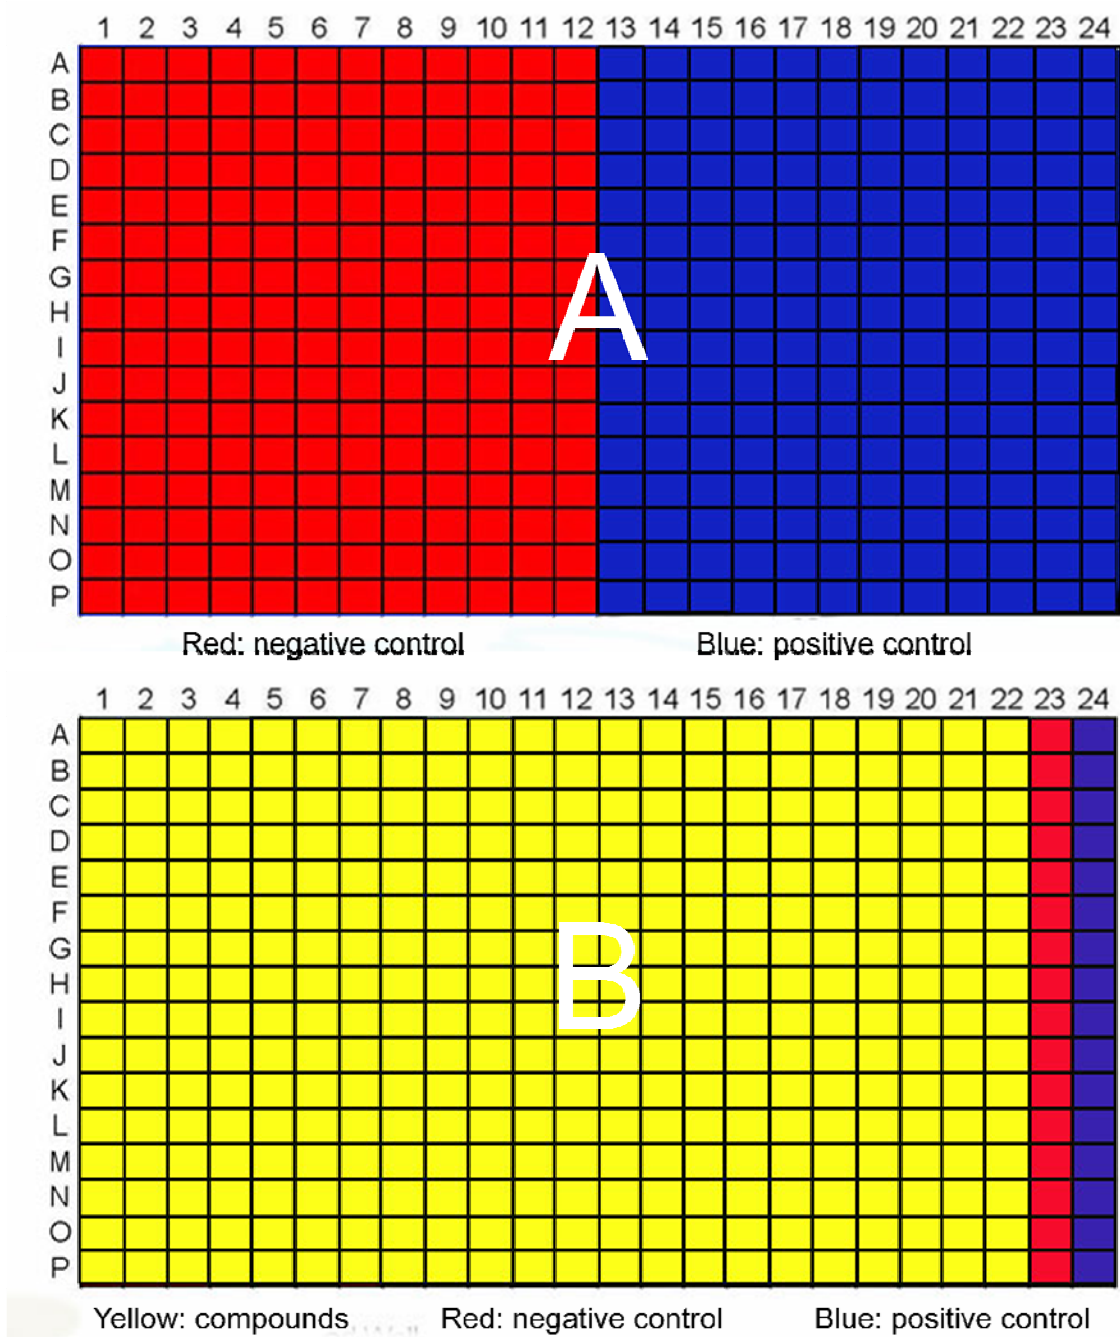 1 2 3 4 5 6 7 8 9 10 11 12 13 14 15 16 17 18 19 20 21 22 23 24
A
B
C
D
E
F
G
H
I
J
K
L
M
N
O
P
A
Red: negative control Blue: positive control
1 2 3 4 5 6 7 8 9 10 11 12 13 14 15 16 17 18 19 20 21 22 23 24
A
B
C
D
E
F
G
H
I
J
K
L
M
N
O
P
B
Yellow: compounds Red: negative control Blue: positive control